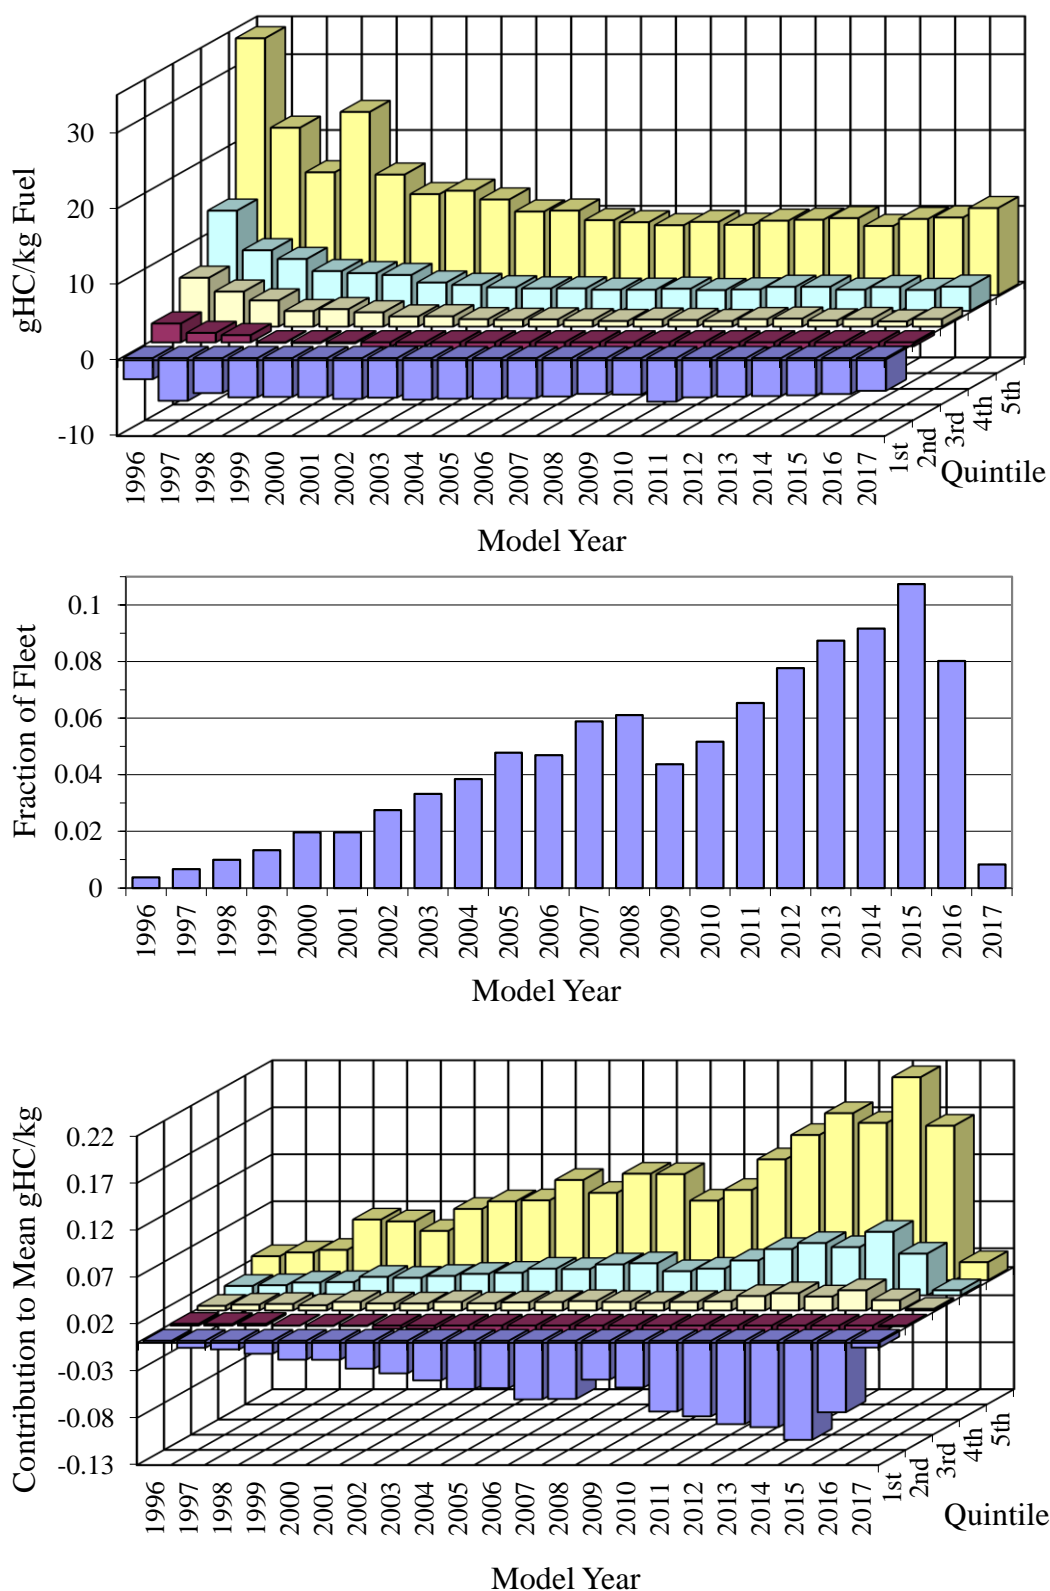 gHC/kg Fuel
30
20
10
0
-10
1996 1997 1998 1999 2000 2001 2002 2003 2004 2005 2006 2007 2008 2009 2010 2011 2012 2013 2014 2015 2016 2017
1st 2nd 3rd 4th 5th
Quintile
Model Year
Fraction of Fleet
0.1
0.08
0.06
0.04
0.02
0
1996 1997 1998 1999 2000 2001 2002 2003 2004 2005 2006 2007 2008 2009 2010 2011 2012 2013 2014 2015 2016 2017
Model Year
Contribution to Mean gHC/kg
0.22
0.17
0.12
0.07
0.02
-0.03
-0.08
-0.13
1996 1997 1998 1999 2000 2001 2002 2003 2004 2005 2006 2007 2008 2009 2010 2011 2012 2013 2014 2015 2016 2017
1st 2nd 3rd 4th 5th
Quintile
Model Year